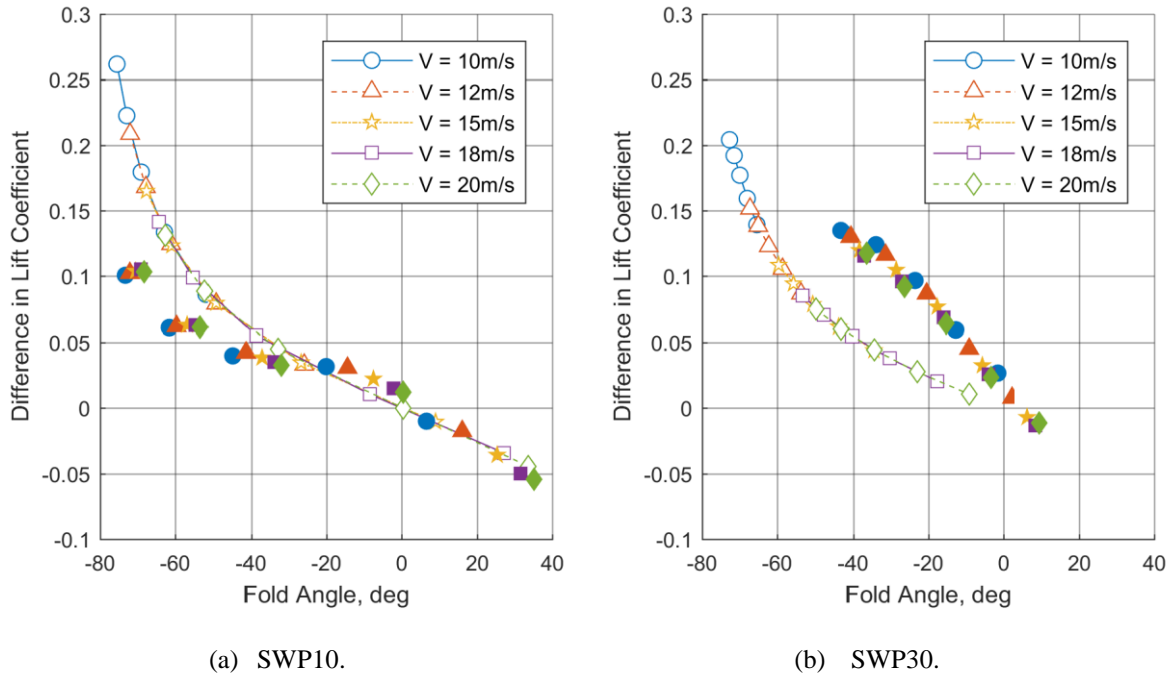 0.3
0.25
0.2
0.15
0.1
0.05
0
-0.05
-0.1
Difference in Lift Coefficient
-80 -60 -40 -20 0 20 40
Fold Angle, deg
V = 10m/s
V = 12m/s
V = 15m/s
V = 18m/s
V = 20m/s
(a) SWP10.
0.3
0.25
0.2
0.15
0.1
0.05
0
-0.05
-0.1
Difference in Lift Coefficient
-80 -60 -40 -20 0 20 40
Fold Angle, deg
V = 10m/s
V = 12m/s
V = 15m/s
V = 18m/s
V = 20m/s
(b) SWP30.